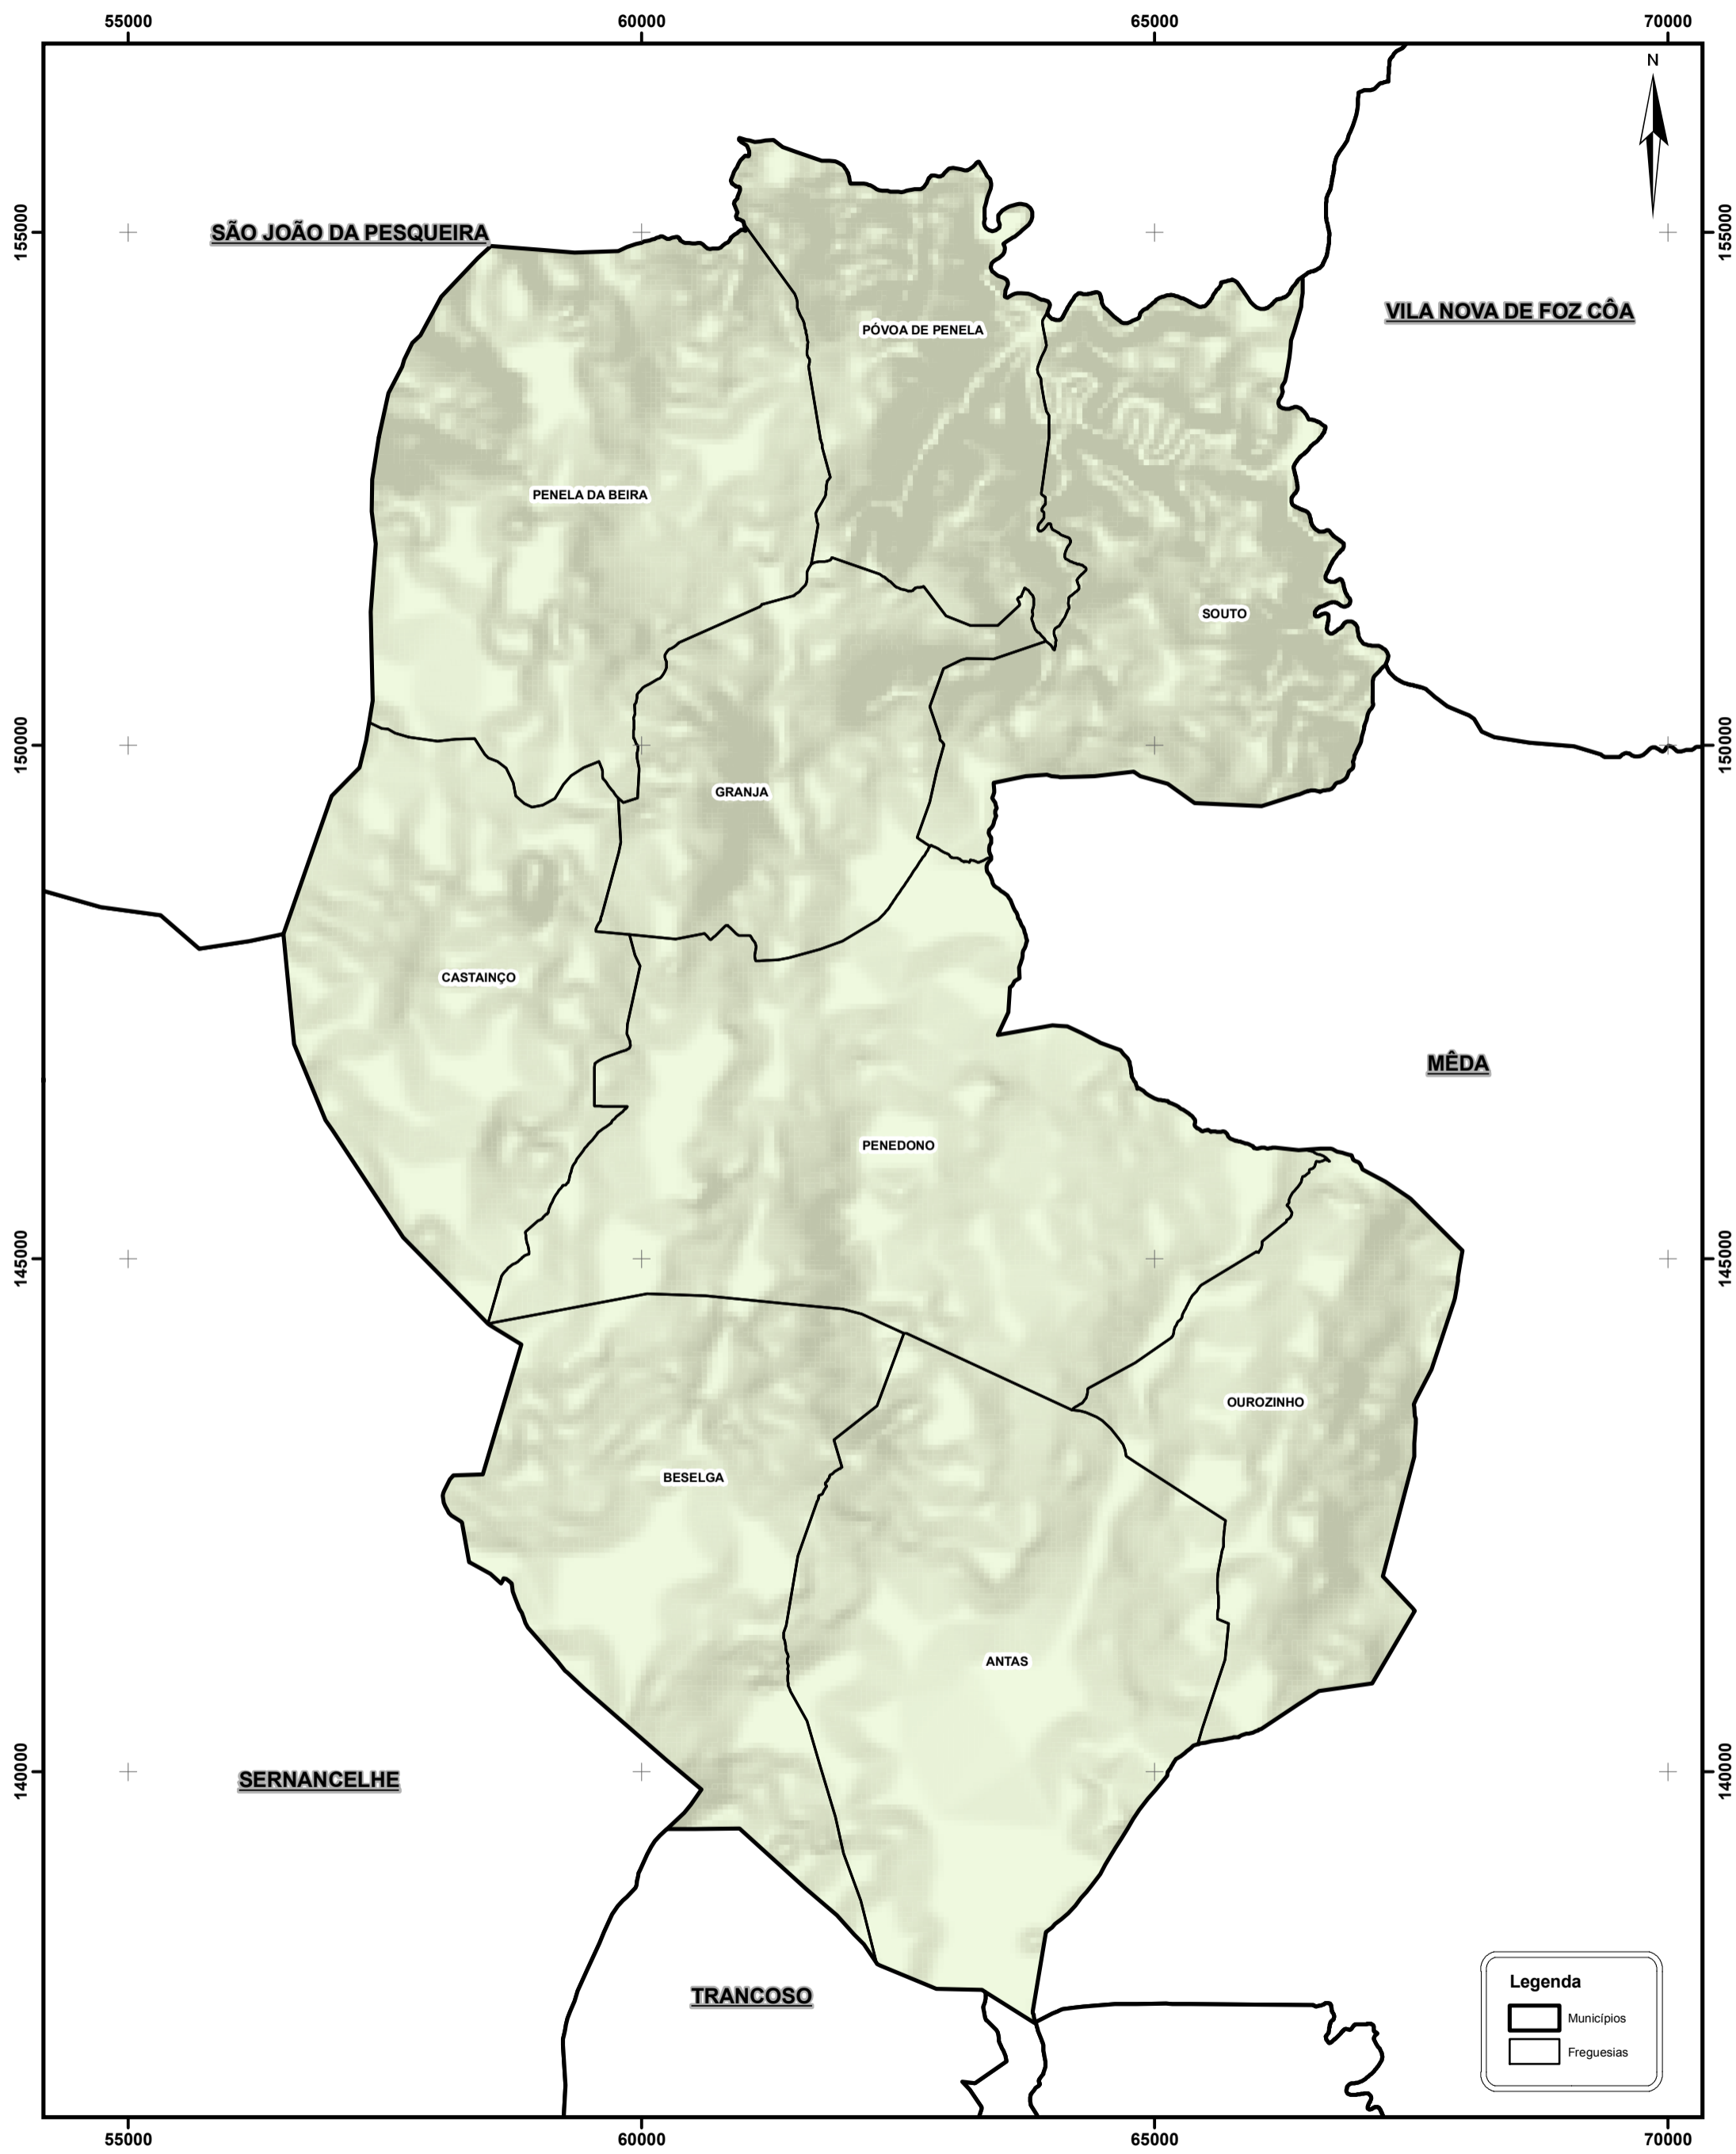 55000 60000 65000 70000
N
155000 155000
SÃO JOÃO DA PESQUEIRA
VILA NOVA DE FOZ CÔA
PÓVOA DE PENELA
PENELA DA BEIRA
SOUTO
150000 150000
GRANJA
CASTAINÇO
MÊDA
PENEDONO
145000 145000
OUROZINHO
BESELGA
ANTAS
140000 140000
SERNANCELHE
TRANCOSO
Legenda
Municípios
Freguesias
55000 60000 65000 70000